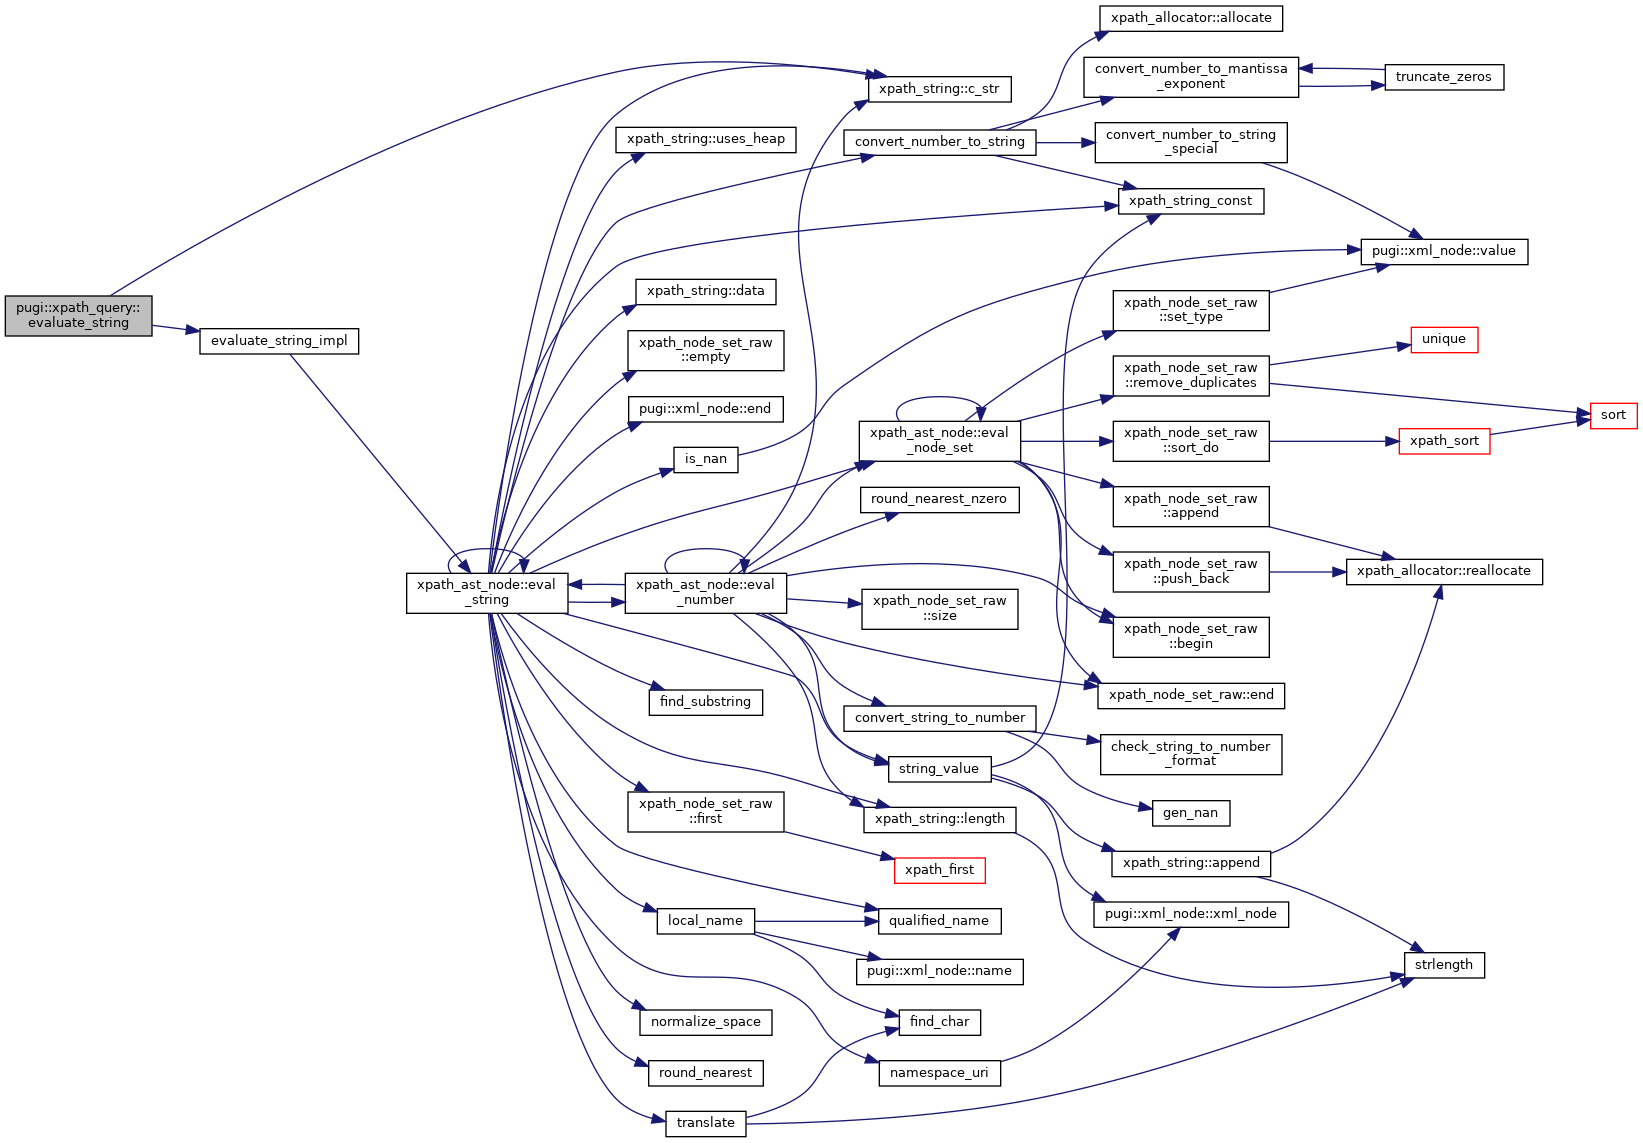 pugi::xpath_query::
evaluate_string
evaluate_string_impl
xpath_ast_node::eval
_string
xpath_string::c_str
xpath_string::uses_heap
convert_number_to_string
xpath_string::data
xpath_node_set_raw
::empty
pugi::xml_node::end
is_nan
xpath_ast_node::eval
_number
find_substring
xpath_node_set_raw
::first
local_name
normalize_space
round_nearest
translate
xpath_ast_node::eval
_node_set
round_nearest_nzero
xpath_node_set_raw
::size
convert_string_to_number
string_value
xpath_string::length
xpath_first
qualified_name
pugi::xml_node::name
find_char
namespace_uri
xpath_allocator::allocate
convert_number_to_mantissa
_exponent
truncate_zeros
convert_number_to_string
_special
xpath_string_const
pugi::xml_node::value
xpath_node_set_raw
::set_type
xpath_node_set_raw
::remove_duplicates
unique
sort
xpath_node_set_raw
::sort_do
xpath_sort
xpath_node_set_raw
::append
xpath_node_set_raw
::push_back
xpath_allocator::reallocate
xpath_node_set_raw
::begin
xpath_node_set_raw::end
check_string_to_number
_format
gen_nan
xpath_string::append
pugi::xml_node::xml_node
strlength